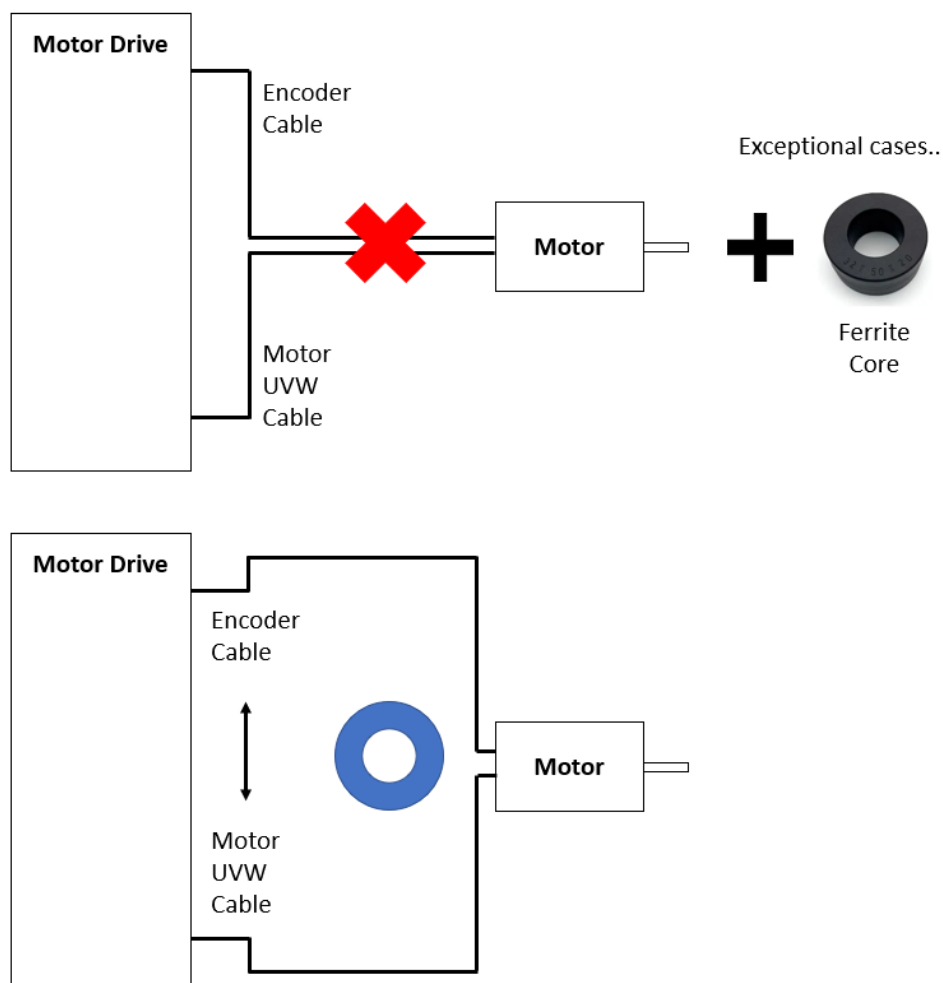 Motor Drive
Encoder
Cable
Exceptional cases..
Motor
Ferrite
Core
Motor
UVW
Cable
Motor Drive
Encoder
Cable
Motor
Motor
UVW
Cable